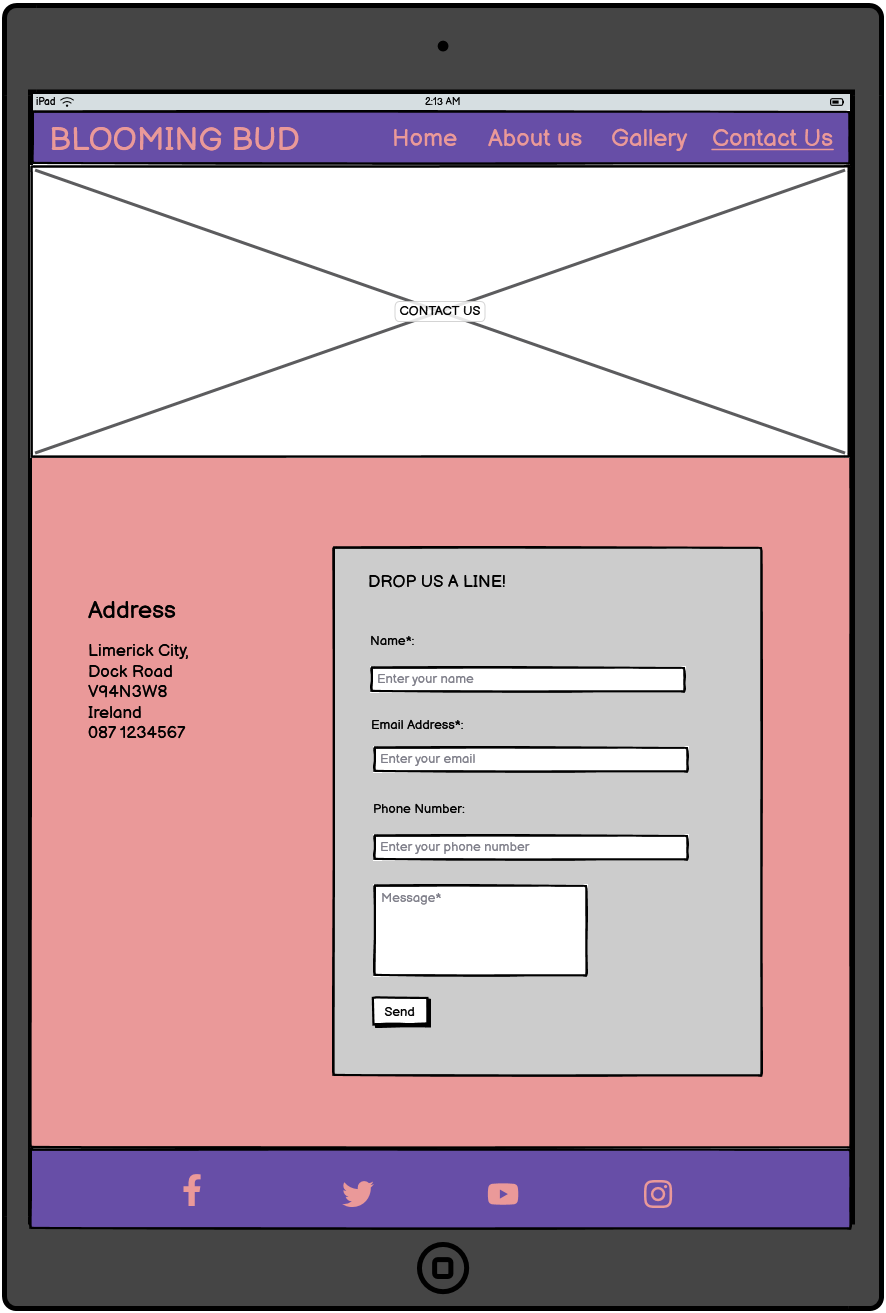 iPad
2:13 AM
BLOOMING BUD
Home
About us
Gallery
Contact Us
CONTACT US
Address
Limerick City,
Dock Road
V94N3W8
Ireland
087 1234567
DROP US A LINE!
Name*:
Enter your name
Email Address*:
Enter your email
Phone Number:
Enter your phone number
Message*
Send